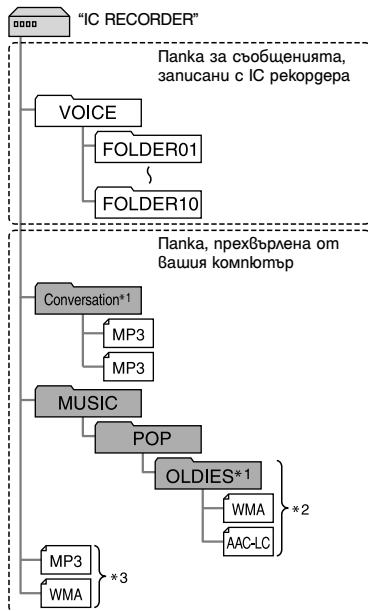 “IC RECORDER”
Папка за съобщенията,
записани с IC рекордера
VOICE
FOLDER01
FOLDER10
Папка, прехвърлена от
вашия компютър
Conversation*1
MP3
MP3
MUSIC
POP
OLDIES*1
WMA
*2
AAC-LC
MP3
*3
WMA